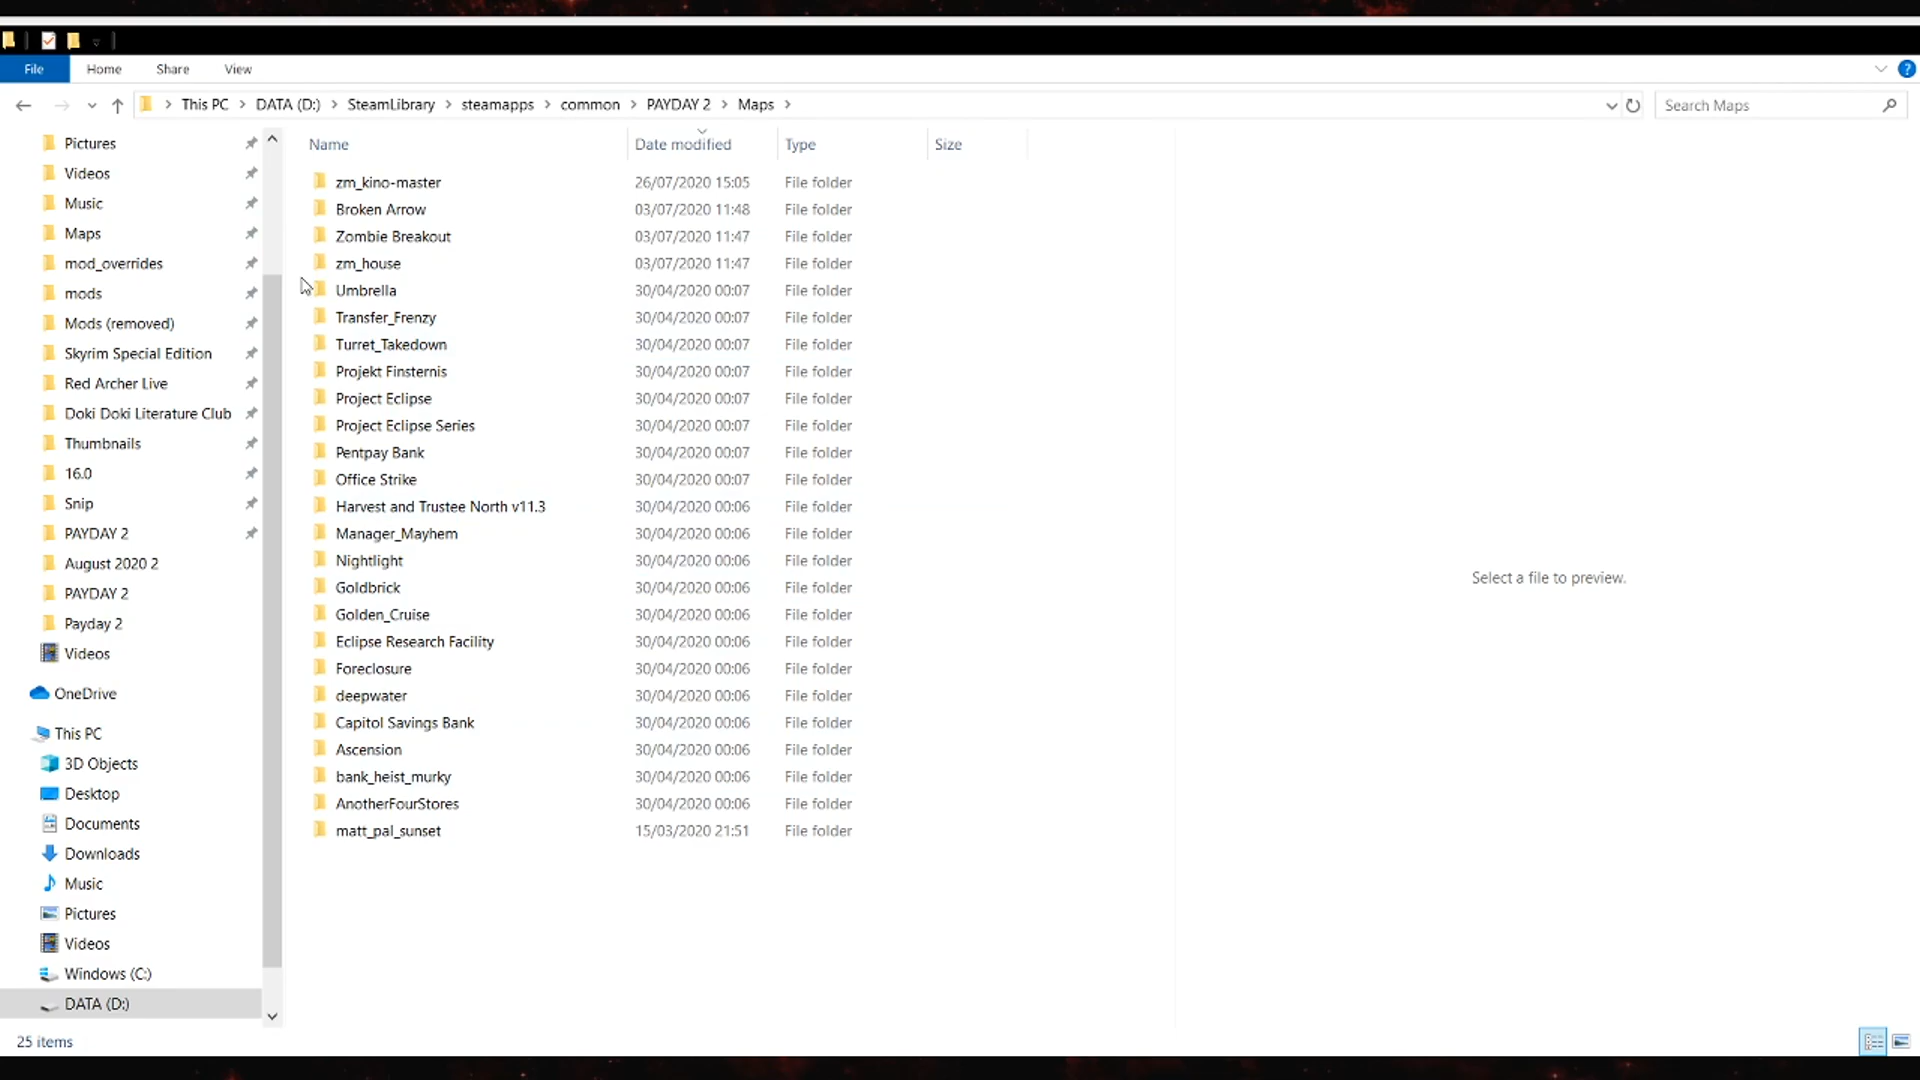 File Home Share View
This PC > DATA (D:) > SteamLibrary > steamapps > common > PAYDAY 2 > Maps >
Search Maps
Pictures
Videos
Music
Maps
mod_overrides
mods
Mods (removed)
Skyrim Special Edition
Red Archer Live
Doki Doki Literature Club
Thumbnails
16.0
Snip
PAYDAY 2
August 2020 2
PAYDAY 2
Payday 2
Videos
OneDrive
This PC
3D Objects
Desktop
Documents
Downloads
Music
Pictures
Videos
Windows (C:)
DATA (D:)
Name Date modified Type Size
zm_kino-master 26/07/2020 15:05 File folder
Broken Arrow 03/07/2020 11:48 File folder
Zombie Breakout 03/07/2020 11:47 File folder
zm_house 03/07/2020 11:47 File folder
Umbrella 30/04/2020 00:07 File folder
Transfer_Frenzy 30/04/2020 00:07 File folder
Turret_Takedown 30/04/2020 00:07 File folder
Projekt Finsternis 30/04/2020 00:07 File folder
Project Eclipse 30/04/2020 00:07 File folder
Project Eclipse Series 30/04/2020 00:07 File folder
Pentpay Bank 30/04/2020 00:07 File folder
Office Strike 30/04/2020 00:07 File folder
Harvest and Trustee North v11.3 30/04/2020 00:06 File folder
Manager_Mayhem 30/04/2020 00:06 File folder
Nightlight 30/04/2020 00:06 File folder
Goldbrick 30/04/2020 00:06 File folder
Golden_Cruise 30/04/2020 00:06 File folder
Eclipse Research Facility 30/04/2020 00:06 File folder
Foreclosure 30/04/2020 00:06 File folder
deepwater 30/04/2020 00:06 File folder
Capitol Savings Bank 30/04/2020 00:06 File folder
Ascension 30/04/2020 00:06 File folder
bank_heist_murky 30/04/2020 00:06 File folder
AnotherFourStores 30/04/2020 00:06 File folder
matt_pal_sunset 15/03/2020 21:51 File folder
Select a file to preview.
25 items